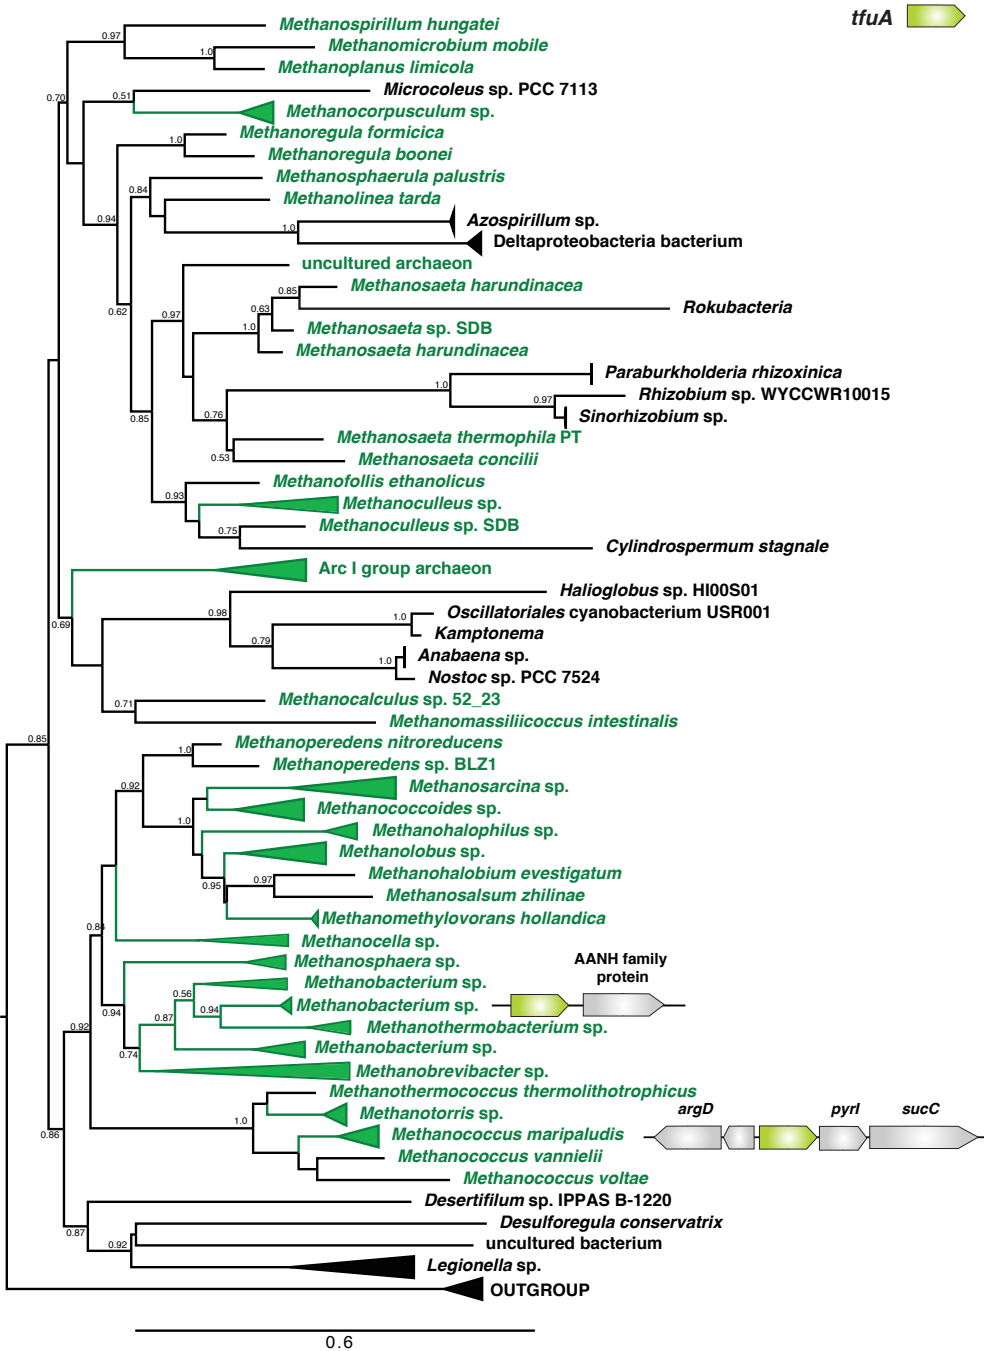 tfuA
Methanospirillum hungatei
0.97
Methanomicrobium mobile
1.0
Methanoplanus limicola
0.70
0.51
Microcoleus sp. PCC 7113
Methanocorpusculum sp.
Methanoregula formicica
1.0
Methanoregula boonei
Methanosphaerula palustris
0.84
Methanolinea tarda
0.94
Azospirillum sp.
1.0
Deltaproteobacteria bacterium
uncultured archaeon
Methanosaeta harundinacea
0.85
Rokubacteria
0.62
0.97
0.63
1.0
Methanosaeta sp. SDB
Methanosaeta harundinacea
Paraburkholderia rhizoxinica
1.0
Rhizobium sp. WYCCWR10015
0.97
Sinorhizobium sp.
0.85
0.76
Methanosaeta thermophila PT
0.53
Methanosaeta concilii
Methanofollis ethanolicus
0.93
Methanoculleus sp.
Methanoculleus sp. SDB
0.75
Cylindrospermum stagnale
Arc I group archaeon
Halioglobus sp. HI00S01
0.98
Oscillatoriales cyanobacterium USR001
1.0
0.69
Kamptonema
0.79
Anabaena sp.
1.0
Nostoc sp. PCC 7524
Methanocalculus sp. 52_23
0.71
Methanomassiliicoccus intestinalis
0.85
Methanoperedens nitroreducens
1.0
Methanoperedens sp. BLZ1
0.92
Methanosarcina sp.
Methanococcoides sp.
1.0
Methanohalophilus sp.
Methanolobus sp.
Methanohalobium evestigatum
0.97
0.95
Methanosalsum zhilinae
Methanomethylovorans hollandica
0.84
Methanocella sp.
Methanosphaera sp.
AANH family
protein
Methanobacterium sp.
0.56
Methanobacterium sp.
0.94
0.94
0.87
Methanothermobacterium sp.
0.92
Methanobacterium sp.
0.74
Methanobrevibacter sp.
Methanothermococcus thermolithotrophicus
Methanotorris sp.
argD pyrI sucC
1.0
0.86
Methanococcus maripaludis
Methanococcus vannielii
Methanococcus voltae
Desertifilum sp. IPPAS B-1220
0.87
Desulforegula conservatrix
0.92
uncultured bacterium
Legionella sp.
OUTGROUP
0.6